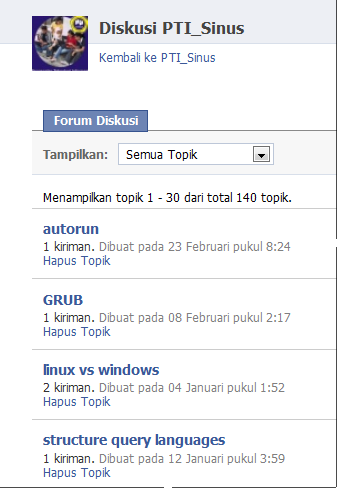 Diskusi PTI_Sinus
Kembali ke PTI_Sinus
Forum Diskusi
Tampilkan: Semua Topik
Menampilkan topik 1 - 30 dari total 140 topik.
autorun
1 kiriman. Dibuat pada 23 Februari pukul 8:24
Hapus Topik
GRUB
1 kiriman. Dibuat pada 08 Februari pukul 2:17
Hapus Topik
linux vs windows
2 kiriman. Dibuat pada 04 Januari pukul 1:52
Hapus Topik
structure query languages
1 kiriman. Dibuat pada 12 Januari pukul 3:59
Hapus Topik